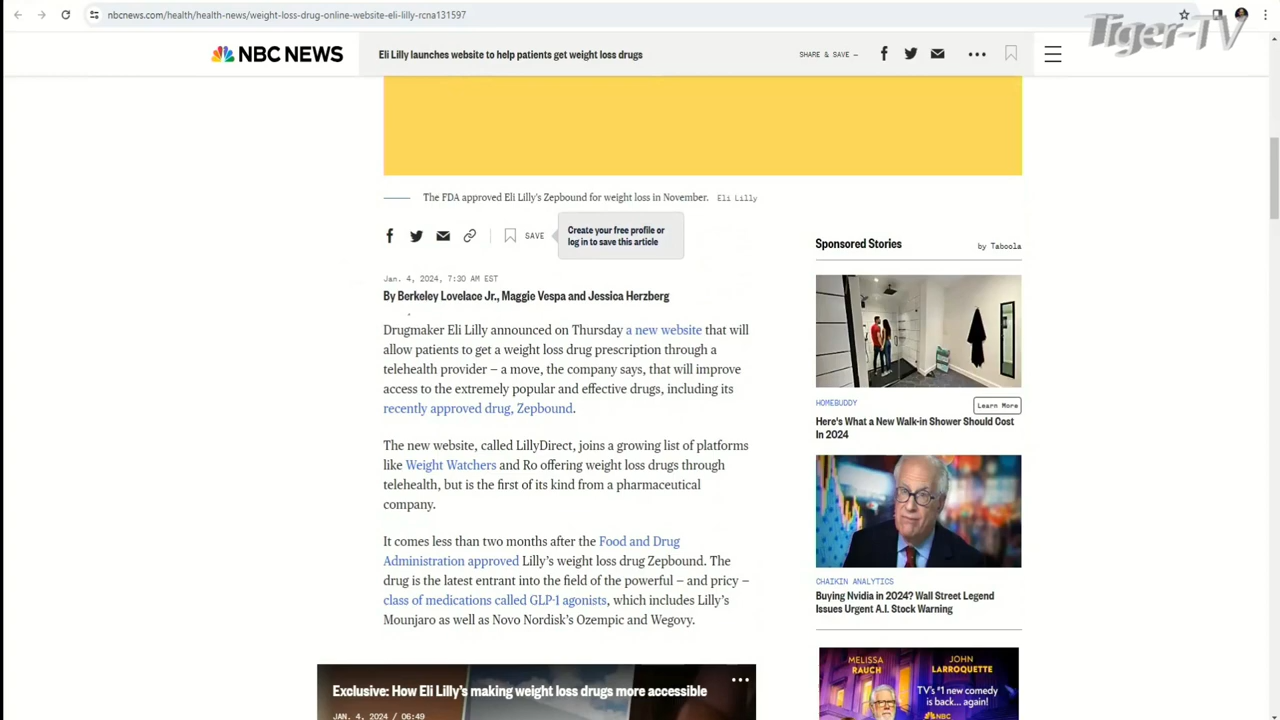 nbcnews.com/health/health-news/weight-loss-drug-online-website-eli-lilly-rcna131597
Tiger-TV
NBC NEWS
Eli Lilly launches website to help patients get weight loss drugs
SHARE & SAVE —
The FDA approved Eli Lilly's Zepbound for weight loss in November. Eli Lilly
SAVE
Create your free profile or
log in to save this article
Jan. 4, 2024, 7:30 AM EST
By Berkeley Lovelace Jr., Maggie Vespa and Jessica Herzberg
Drugmaker Eli Lilly announced on Thursday a new website that will
allow patients to get a weight loss drug prescription through a
telehealth provider — a move, the company says, that will improve
access to the extremely popular and effective drugs, including its
recently approved drug, Zepbound.
The new website, called LillyDirect, joins a growing list of platforms
like Weight Watchers and Ro offering weight loss drugs through
telehealth, but is the first of its kind from a pharmaceutical
company.
It comes less than two months after the Food and Drug
Administration approved Lilly's weight loss drug Zepbound. The
drug is the latest entrant into the field of the powerful — and pricy —
class of medications called GLP-1 agonists, which includes Lilly's
Mounjaro as well as Novo Nordisk's Ozempic and Wegovy.
Exclusive: How Eli Lilly's making weight loss drugs more accessible
JAN. 4, 2024 / 06:49
Sponsored Stories
by Taboola
HOMEBUDDY
Learn More
Here's What a New Walk-in Shower Should Cost
In 2024
CHAIKIN ANALYTICS
Buying Nvidia in 2024? Wall Street Legend
Issues Urgent A.I. Stock Warning
MELISSA
RAUCH
JOHN
LARROQUETTE
TV's #1 new comedy
is back... again!
NBC